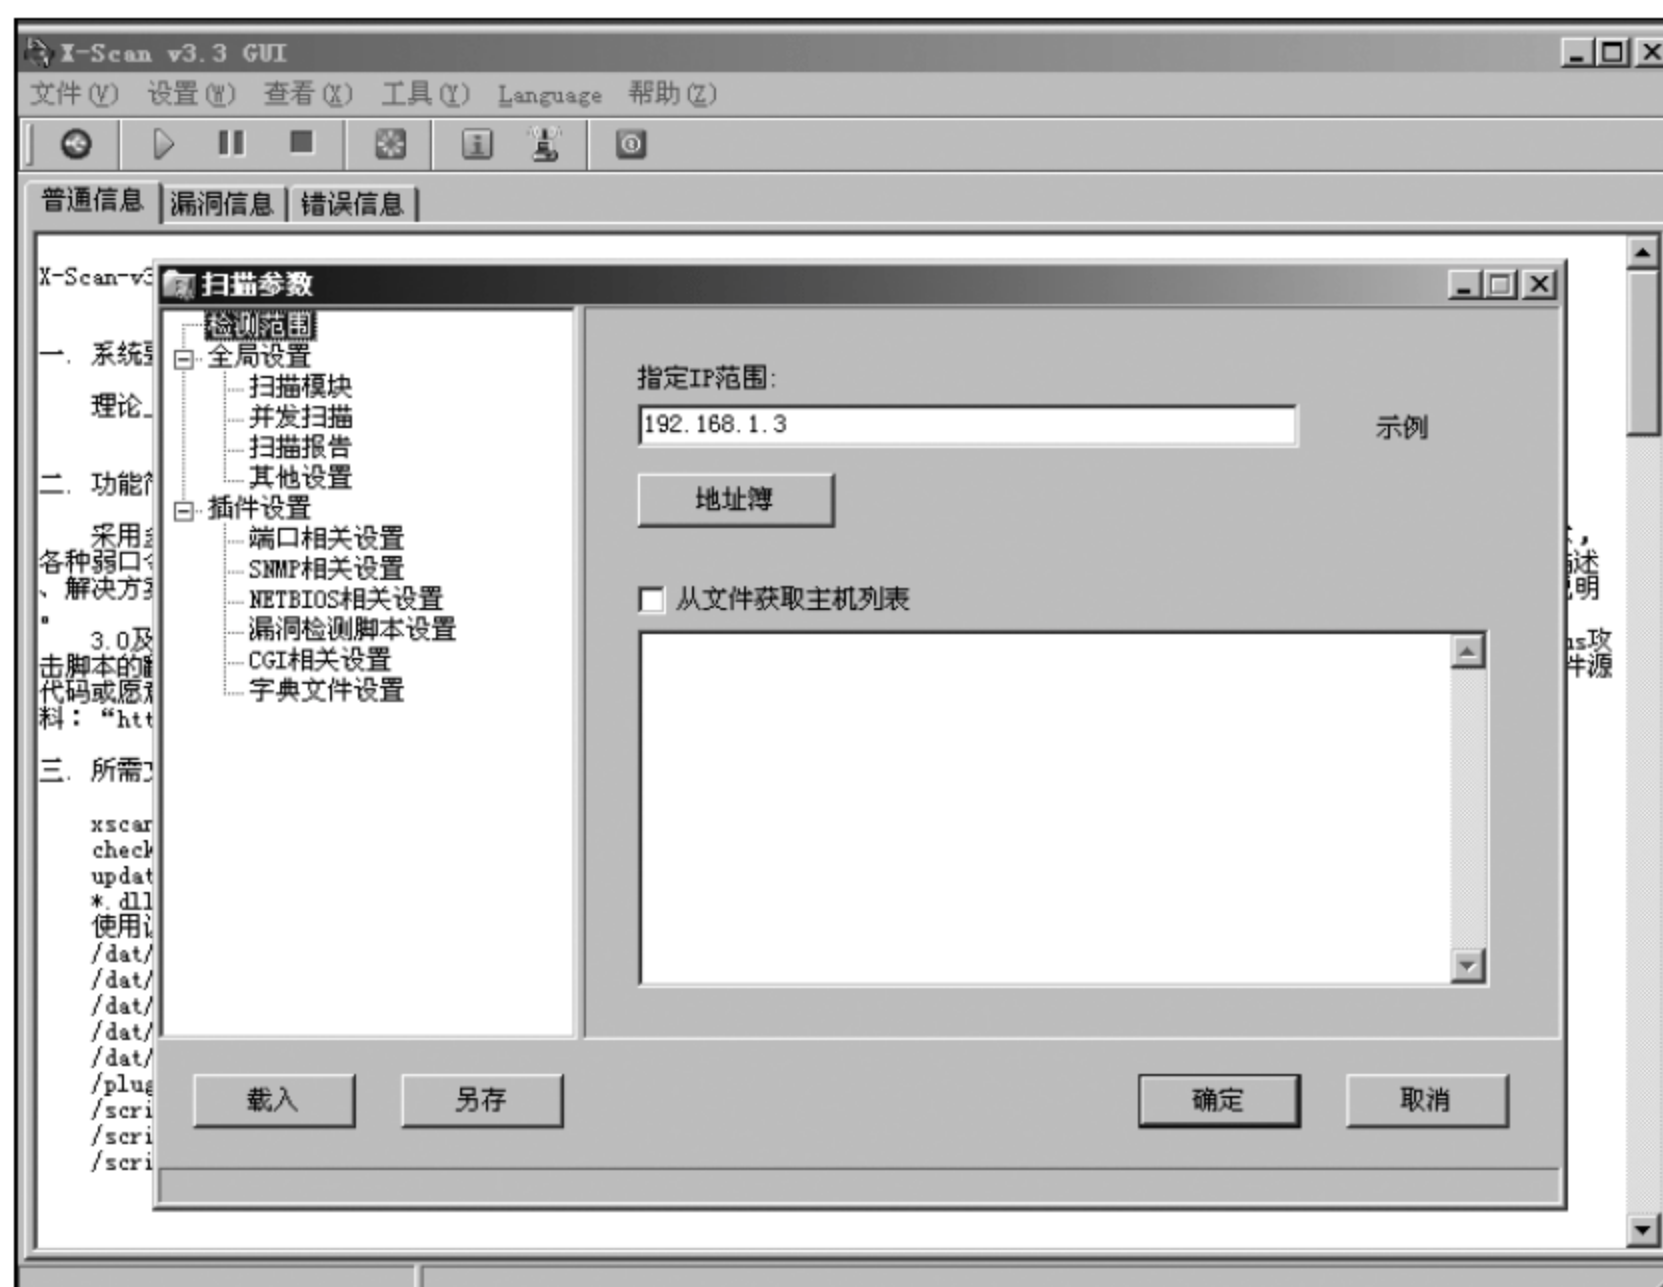 X-Scan v3.3 GUI
文件(V) 设置(W) 查看(X) 工具(Y) Language 帮助(Z)
普通信息 漏洞信息 错误信息
X-Scan-v3
扫描参数
检测范围
全局设置
扫描模块
并发扫描
扫描报告
其他设置
插件设置
端口相关设置
SNMP相关设置
NETBIOS相关设置
漏洞检测脚本设置
CGI相关设置
字典文件设置
指定IP范围:
192.168.1.3
示例
地址簿
从文件获取主机列表
载入 另存 确定 取消
一. 系统
理论
二. 功能
采用
,
各种弱口
述
、解决方
明
。
3.0及
ns攻
击脚本的
件源
代码或愿
料：“htt
三. 所需
xscan
check
updat
*.dll
使用
/dat/
/dat/
/dat/
/dat/
/dat/
/plug
/scri
/scri
/scri